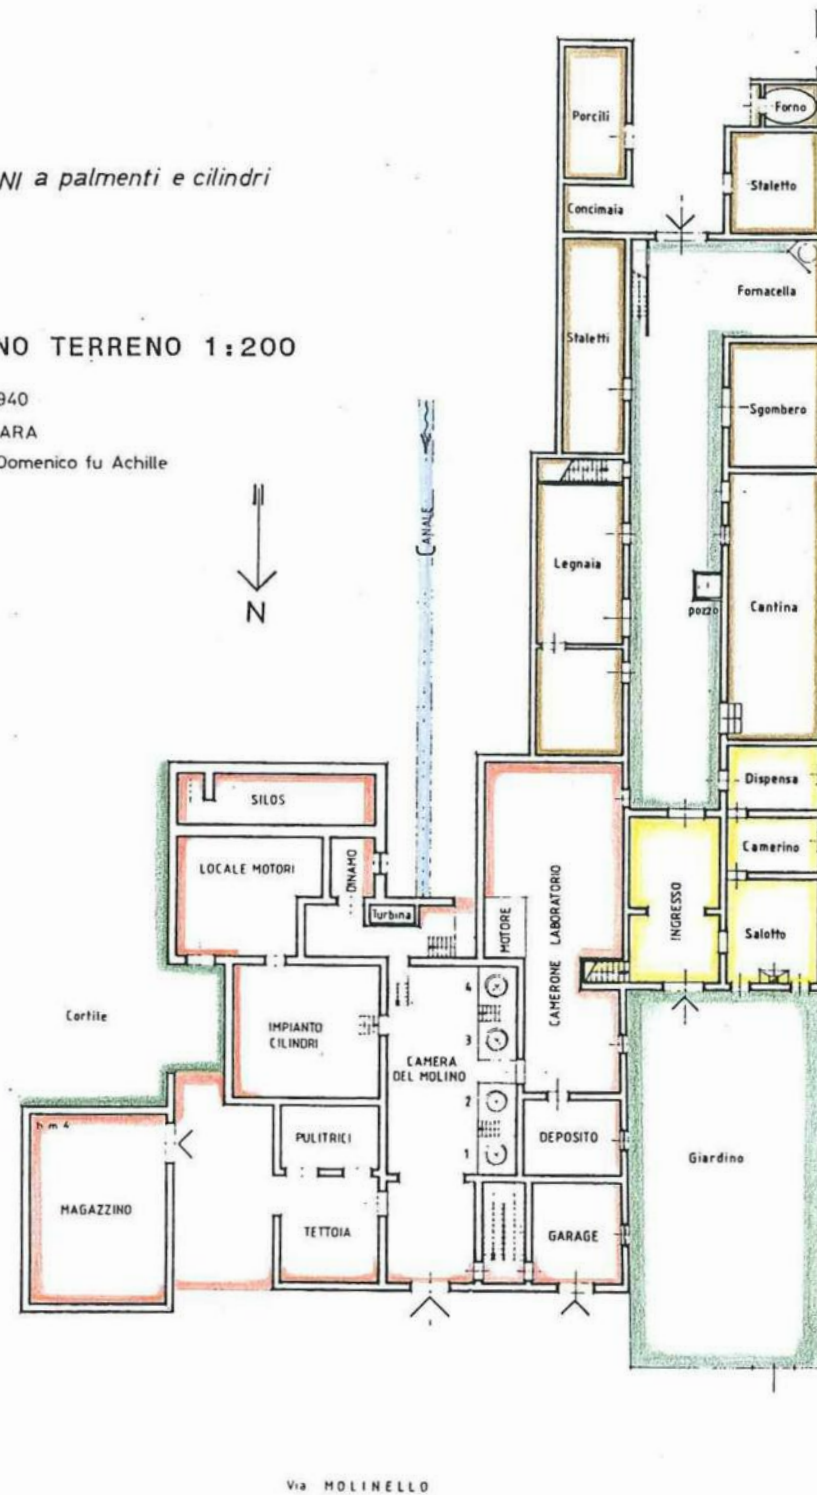 NI a palmenti e cilindri
NO TERRENO 1:200
940
ARA
Domenico fu Achille
N
CANALE
Porcili
Forno
Staletto
Concimaia
Fornacella
Staletti
Sgombero
Legnaia
pozzo
Cantina
Dispensa
Camerino
Salotto
INGRESSO
SILOS
LOCALE MOTORI
DINAMO
Turbina
MOTORE
CAMERONE LABORATORIO
Cortile
IMPIANTO
CILINDRI
CAMERA
DEL MOLINO
4
3
2
1
h m 4
PULITRICI
DEPOSITO
Giardino
MAGAZZINO
TETTOIA
GARAGE
Via MOLINELLO